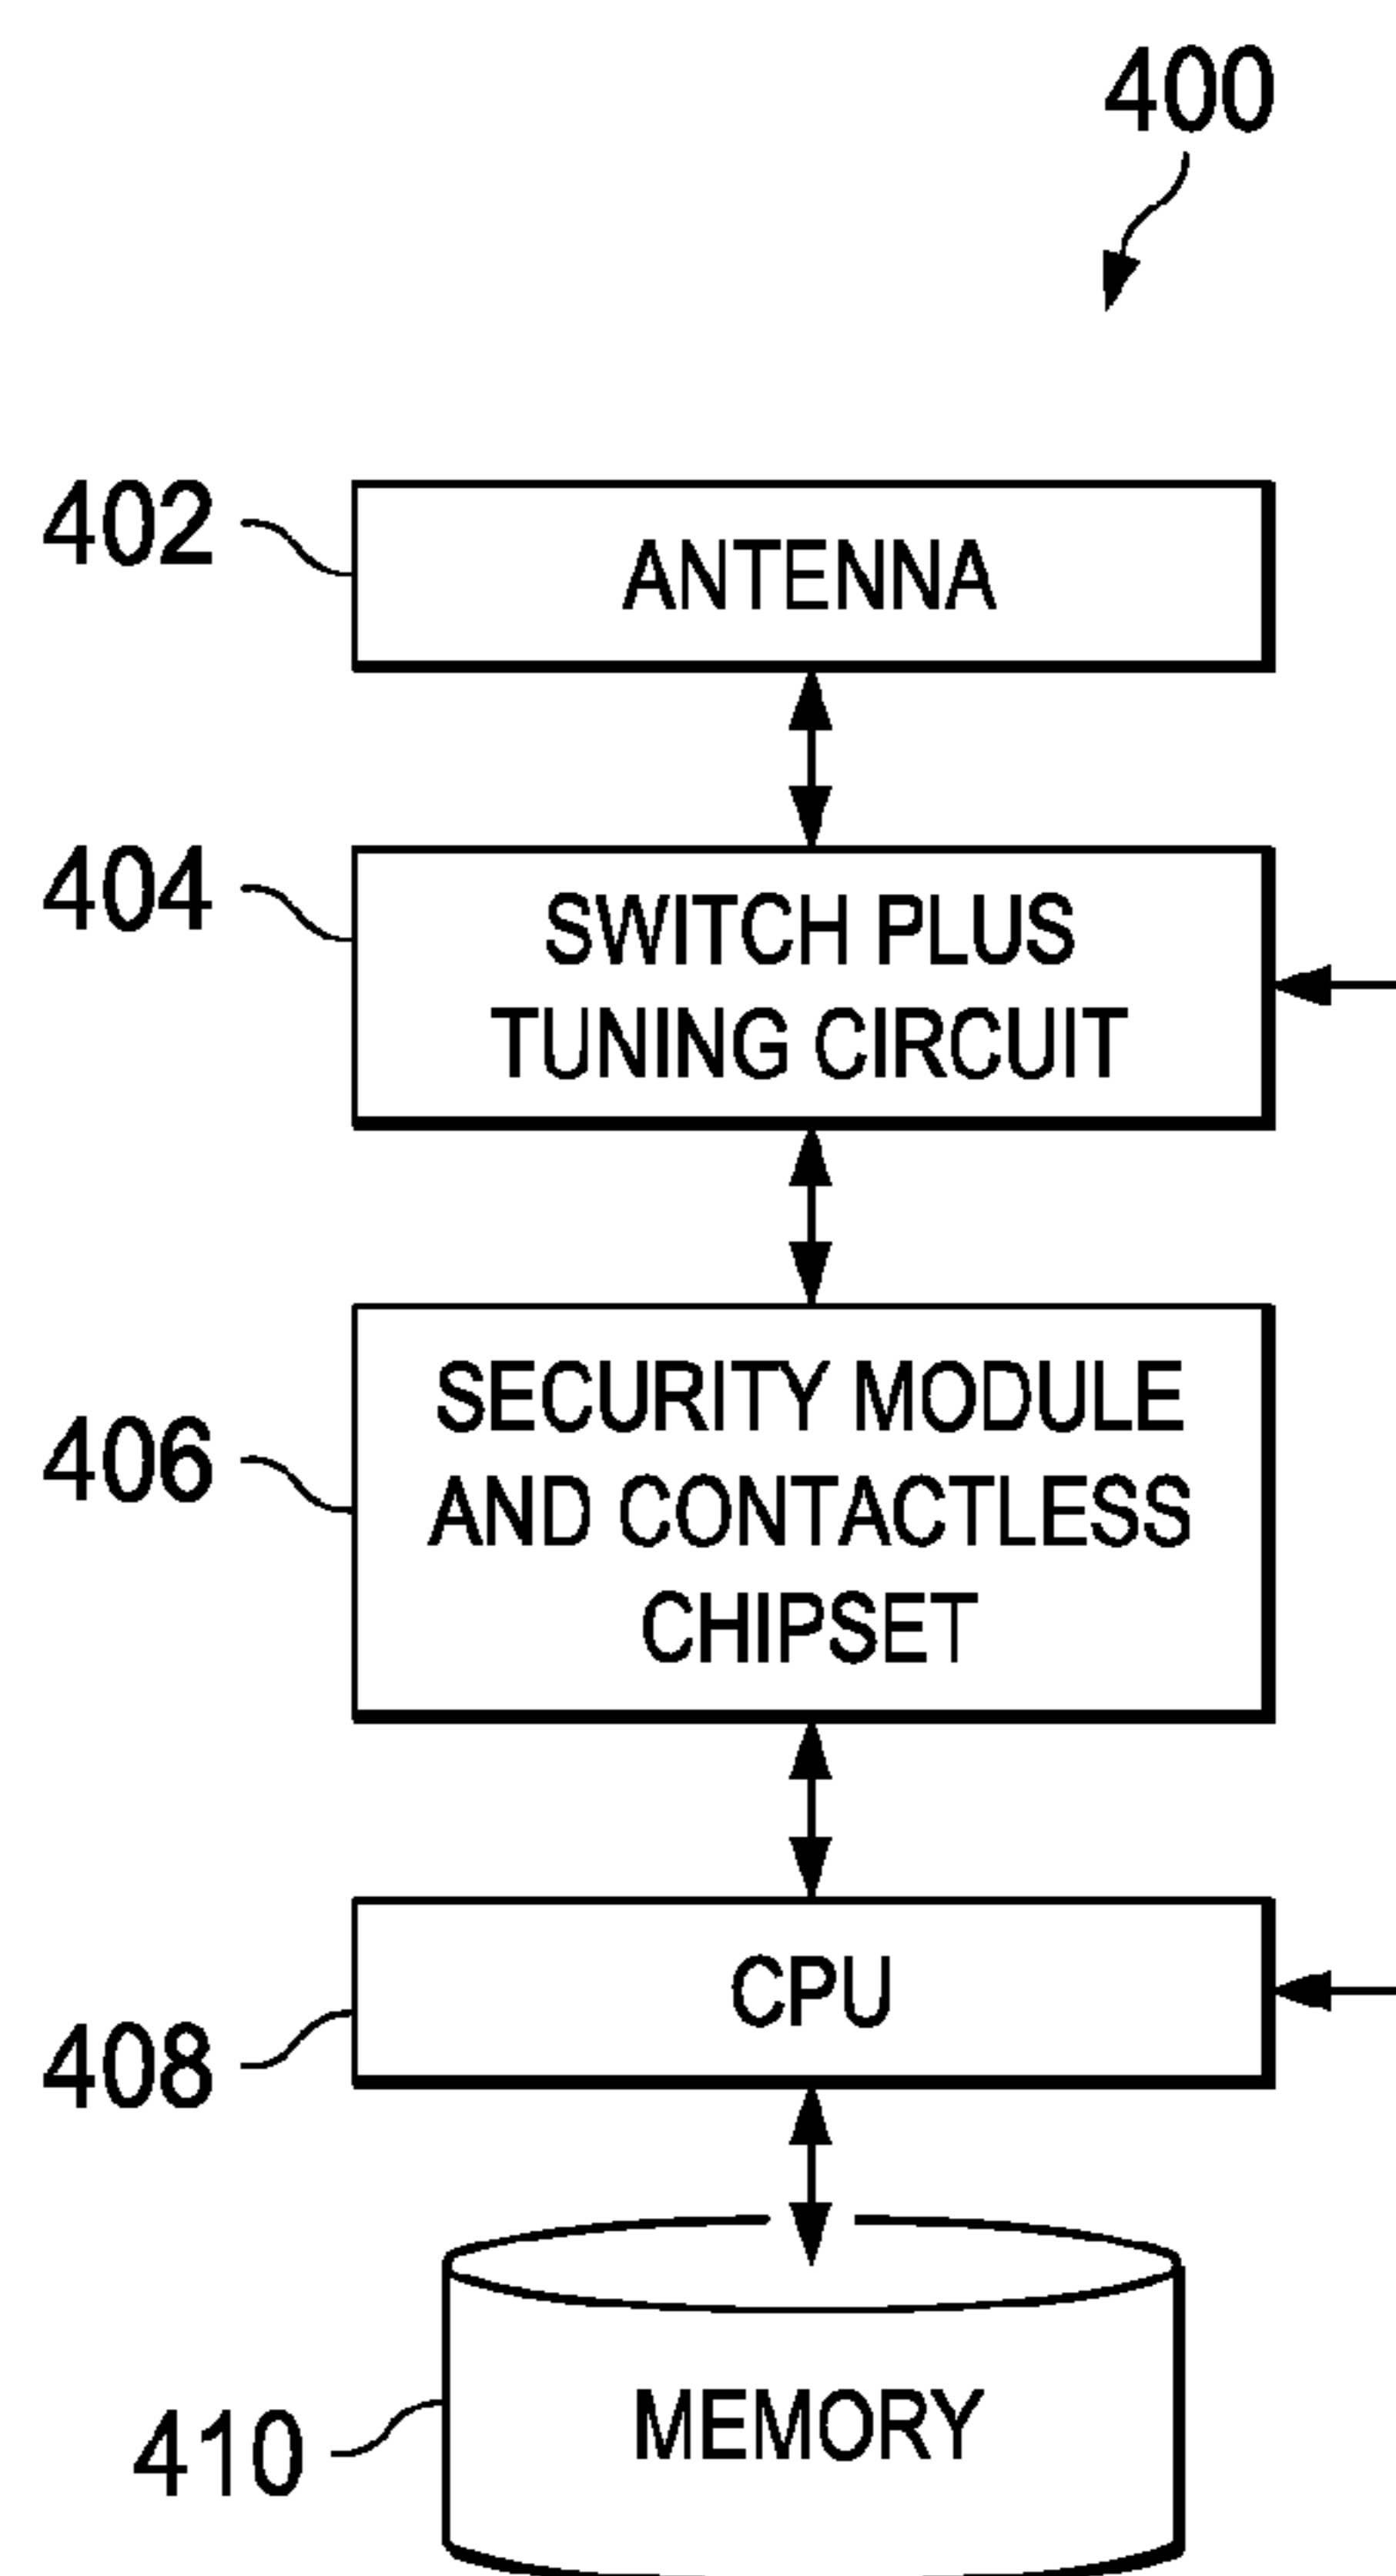 400
402
ANTENNA
404
SWITCH PLUS
TUNING CIRCUIT
406
SECURITY MODULE
AND CONTACTLESS
CHIPSET
408
CPU
410
MEMORY